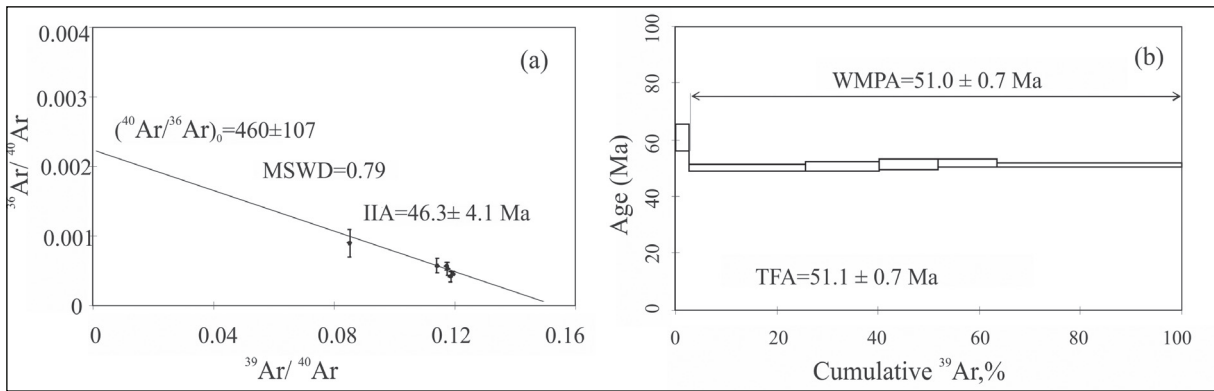 (a)
0.004
0.003
0.002
0.001
0
³⁶Ar/ ⁴⁰Ar
(⁴⁰Ar/³⁶Ar)₀=460±107
MSWD=0.79
IIA=46.3± 4.1 Ma
0 0.04 0.08 0.12 0.16
³⁹Ar/ ⁴⁰Ar
(b)
100
80
60
40
20
0
Age (Ma)
WMPA=51.0 ± 0.7 Ma
TFA=51.1 ± 0.7 Ma
0 20 40 60 80 100
Cumulative ³⁹Ar,%